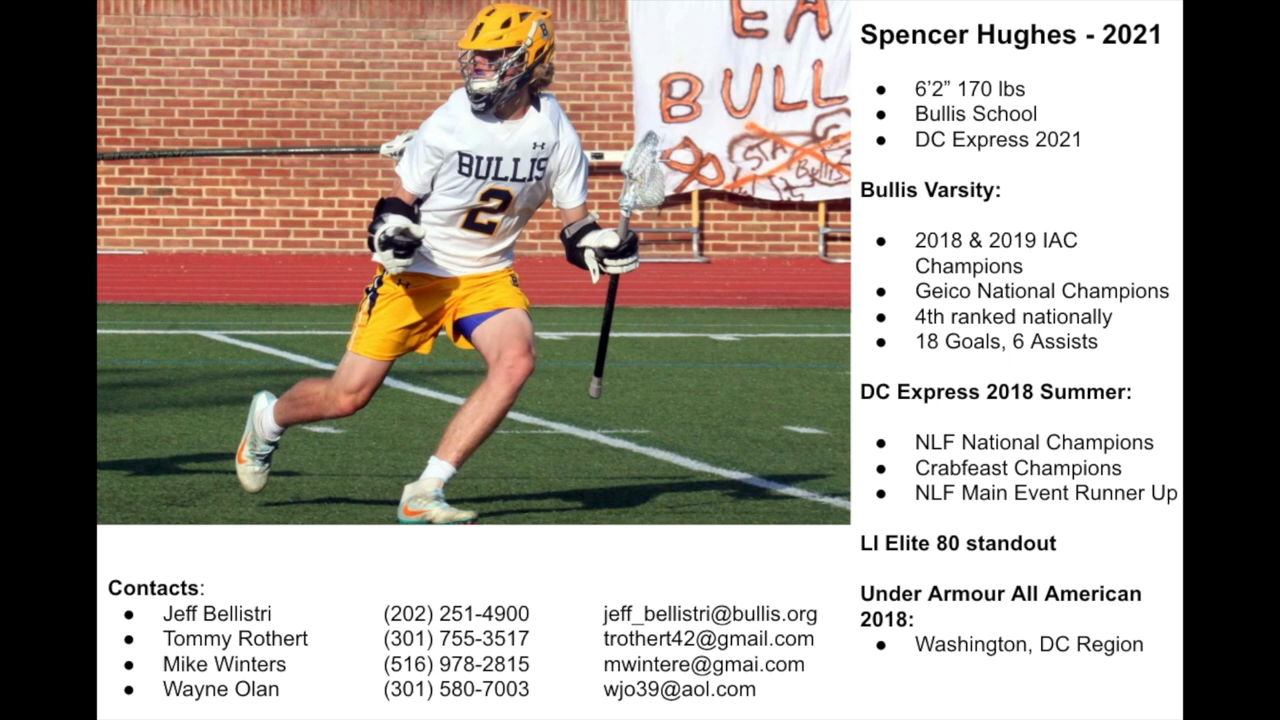 EA
BULL
BULLIS
2
Spencer Hughes - 2021
● 6’2” 170 lbs
● Bullis School
● DC Express 2021
Bullis Varsity:
● 2018 & 2019 IAC
Champions
● Geico National Champions
● 4th ranked nationally
● 18 Goals, 6 Assists
DC Express 2018 Summer:
● NLF National Champions
● Crabfeast Champions
● NLF Main Event Runner Up
LI Elite 80 standout
Under Armour All American
2018:
● Washington, DC Region
Contacts:
● Jeff Bellistri (202) 251-4900 jeff_bellistri@bullis.org
● Tommy Rothert (301) 755-3517 trothert42@gmail.com
● Mike Winters (516) 978-2815 mwintere@gmai.com
● Wayne Olan (301) 580-7003 wjo39@aol.com